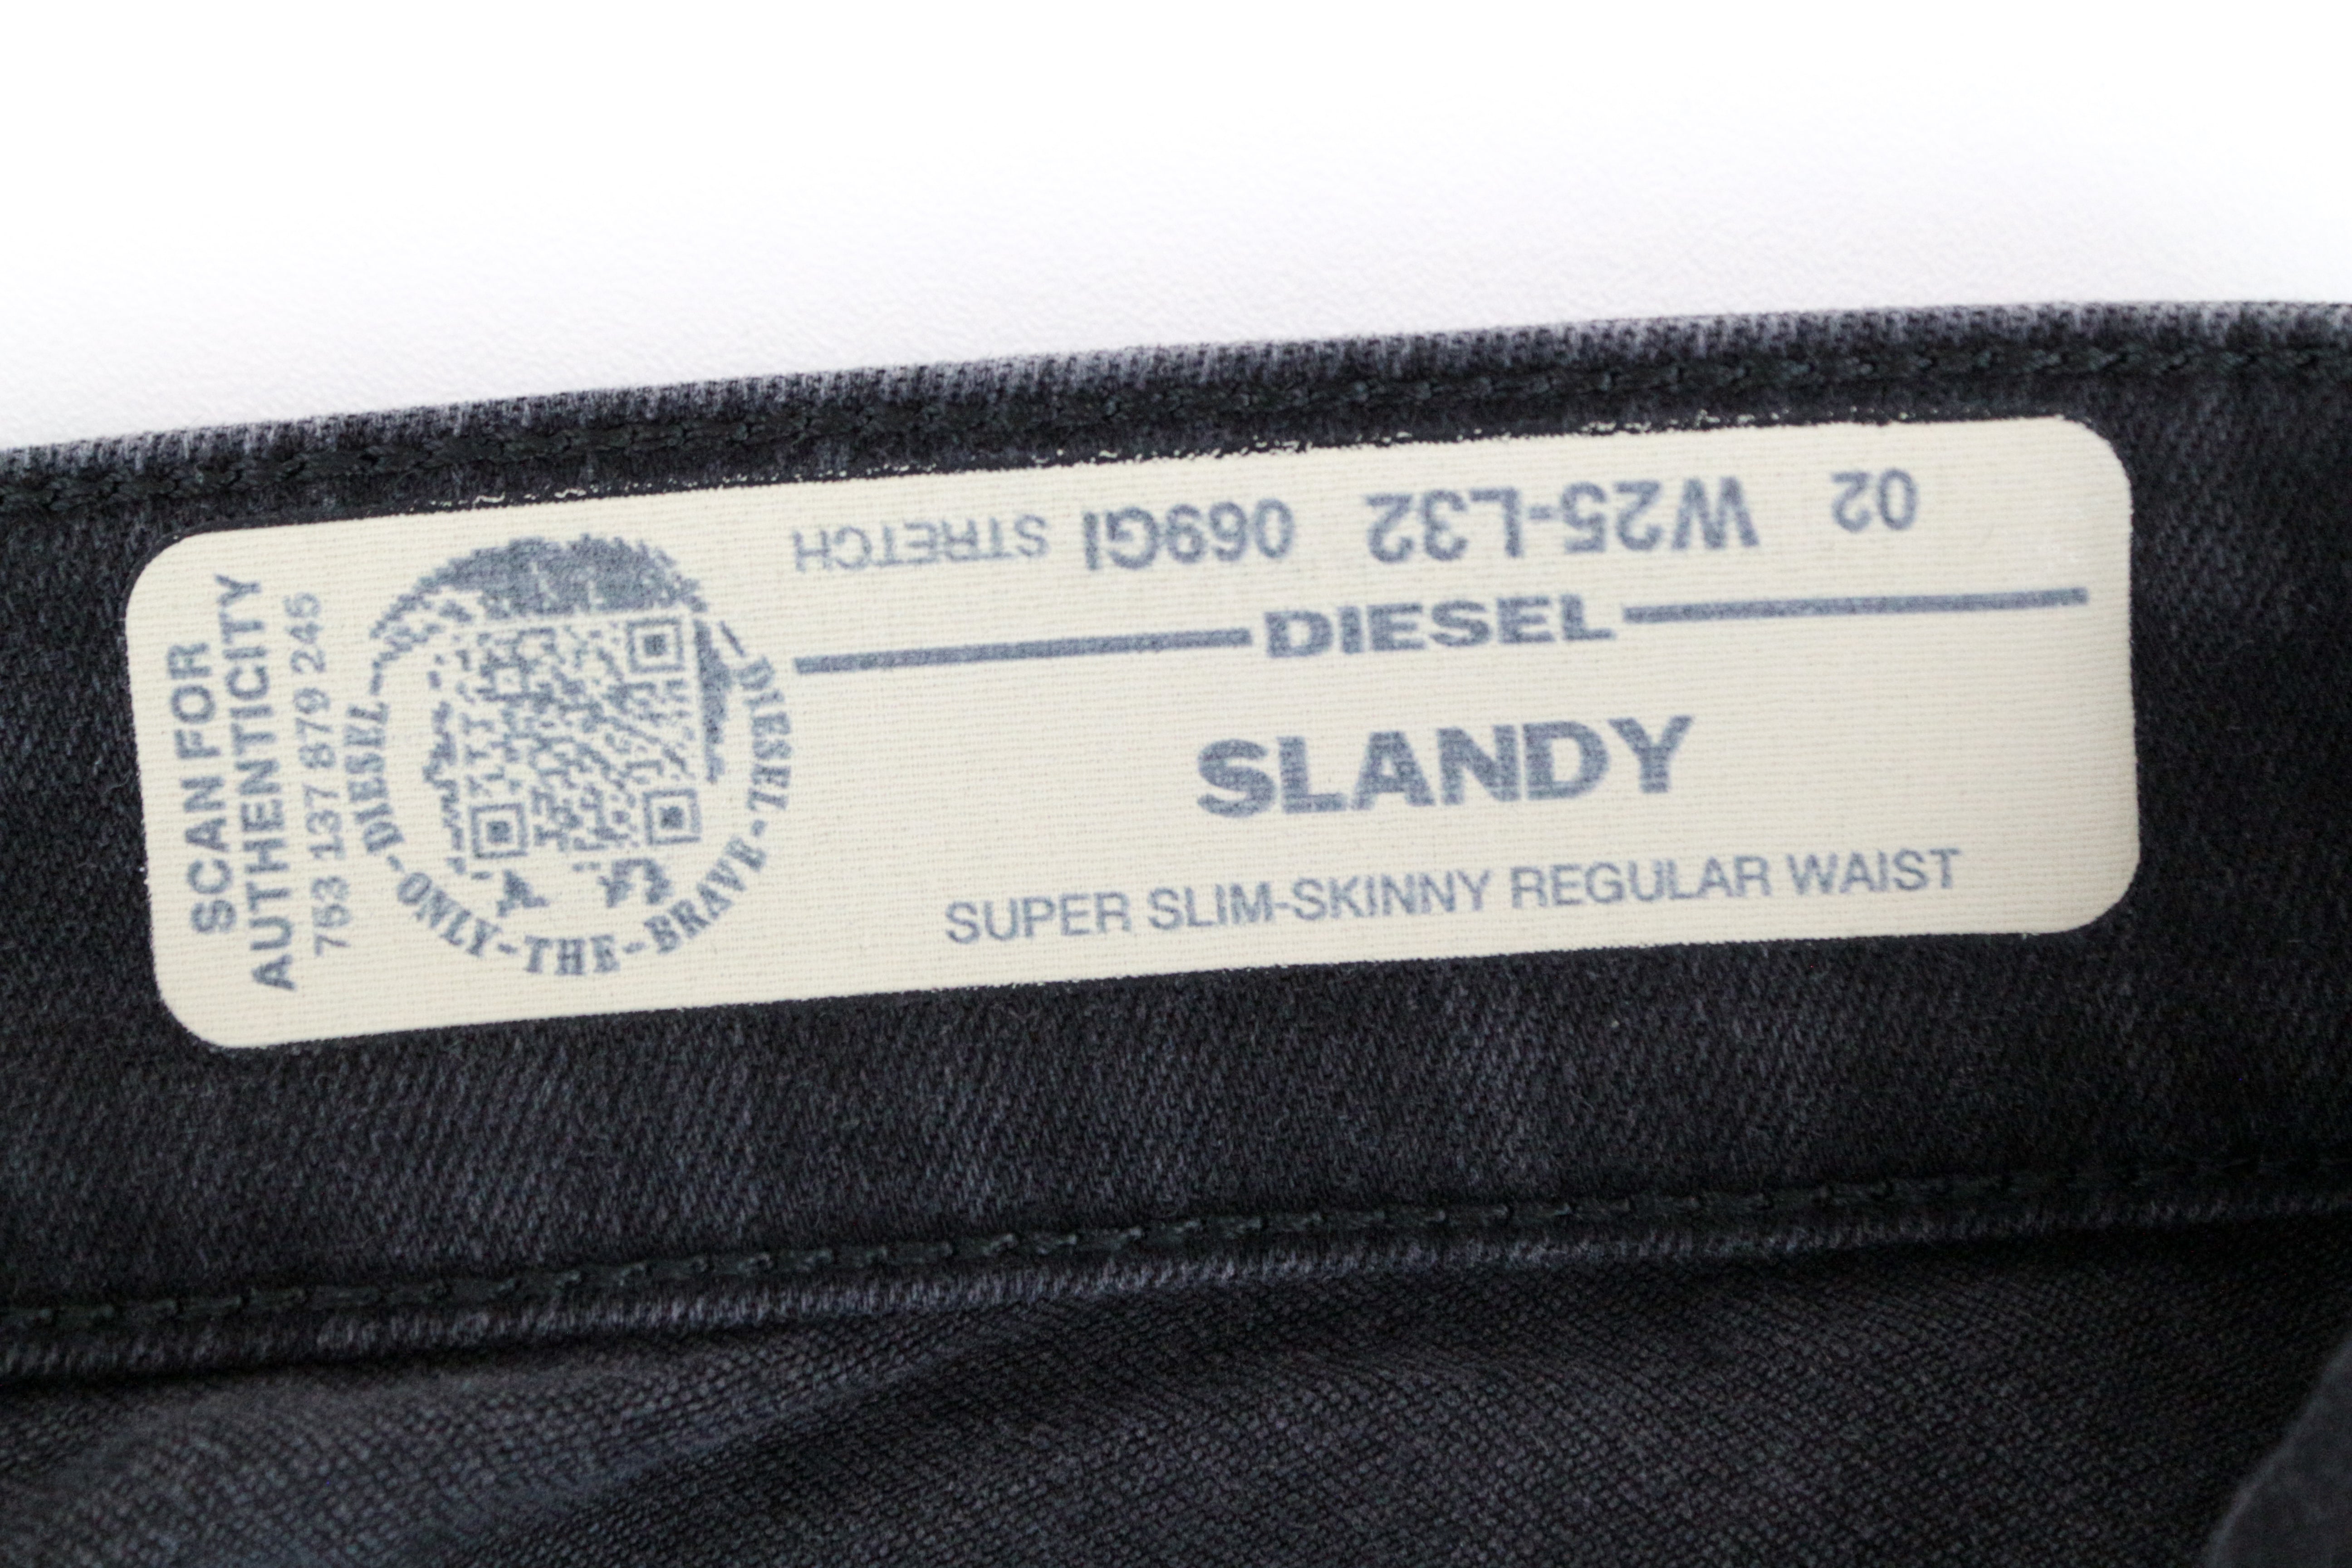 SCAN FOR
AUTHENTICITY
753 137 879 245
DIESEL-ONLY-THE-BRAVE-DIESEL
02 W25-L32 069GI STRETCH
DIESEL
SLANDY
SUPER SLIM-SKINNY REGULAR WAIST